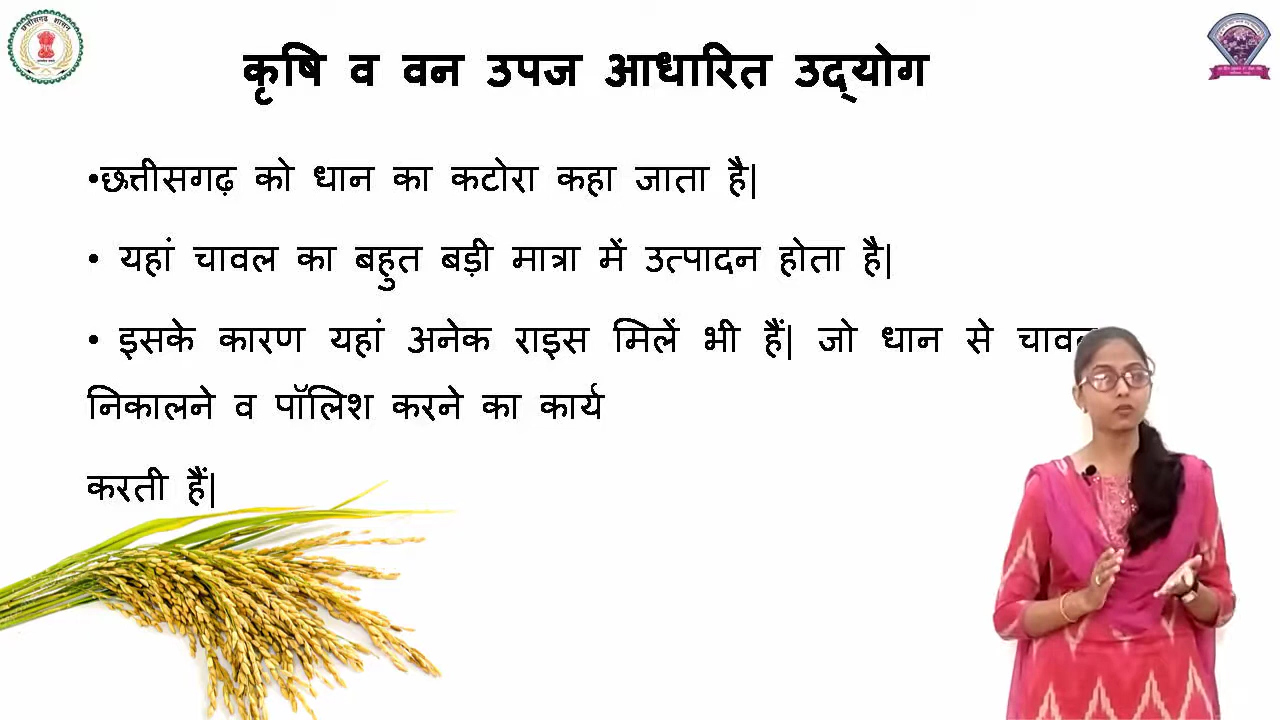 कृषि व वन उपज आधारित उद्योग
•छत्तीसगढ़ को धान का कटोरा कहा जाता है|
• यहां चावल का बहुत बड़ी मात्रा में उत्पादन होता है|
• इसके कारण यहां अनेक राइस मिलें भी हैं| जो धान से चावल
निकालने व पॉलिश करने का कार्य
करती हैं|